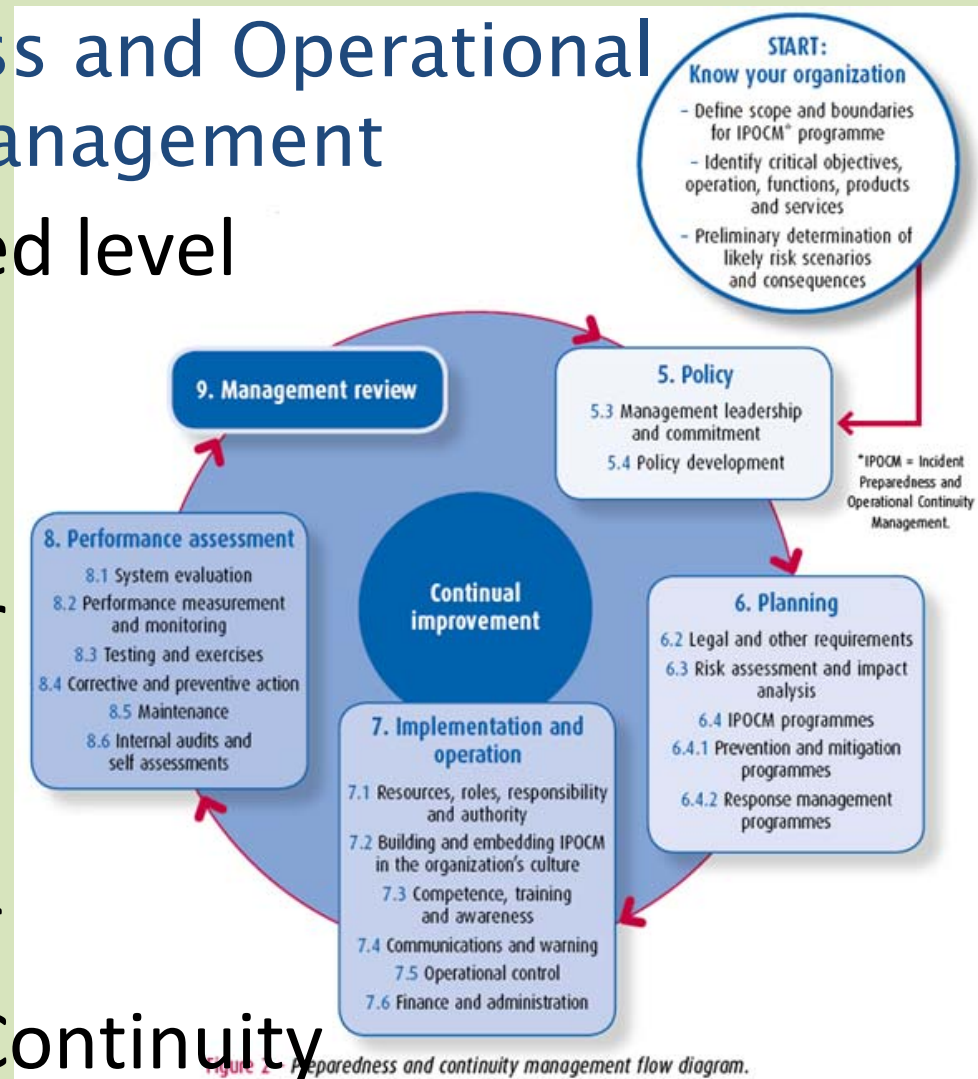 ss and Operational
anagement
ed level
START:
Know your organization
– Define scope and boundaries
for IPOCM* programme
– Identify critical objectives,
operation, functions, products
and services
– Preliminary determination of
likely risk scenarios
and consequences
9. Management review
5. Policy
5.3 Management leadership
and commitment
5.4 Policy development
*IPOCM = Incident
Preparedness and
Operational Continuity
Management.
8. Performance assessment
8.1 System evaluation
8.2 Performance measurement
and monitoring
8.3 Testing and exercises
8.4 Corrective and preventive action
8.5 Maintenance
8.6 Internal audits and
self assessments
Continual
improvement
6. Planning
6.2 Legal and other requirements
6.3 Risk assessment and impact
analysis
6.4 IPOCM programmes
6.4.1 Prevention and mitigation
programmes
6.4.2 Response management
programmes
7. Implementation and
operation
7.1 Resources, roles, responsibility
and authority
7.2 Building and embedding IPOCM
in the organization's culture
7.3 Competence, training
and awareness
7.4 Communications and warning
7.5 Operational control
7.6 Finance and administration
Continuity
Figure 2 – Preparedness and continuity management flow diagram.